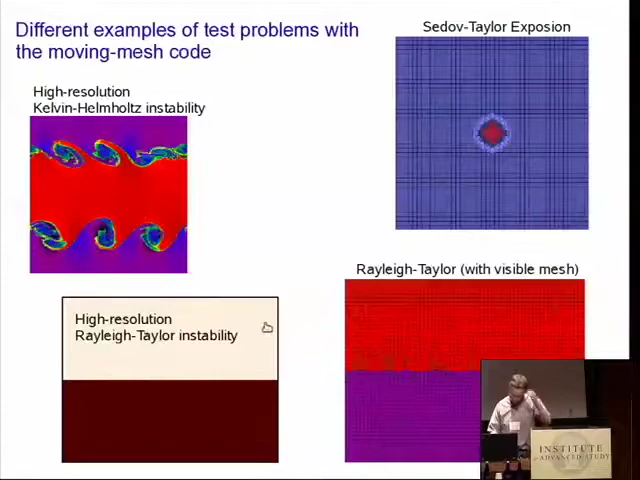 Different examples of test problems with
the moving-mesh code
Sedov-Taylor Exposion
High-resolution
Kelvin-Helmholtz instability
Rayleigh-Taylor (with visible mesh)
High-resolution
Rayleigh-Taylor instability
INSTITUTE
for ADVANCED STUDY